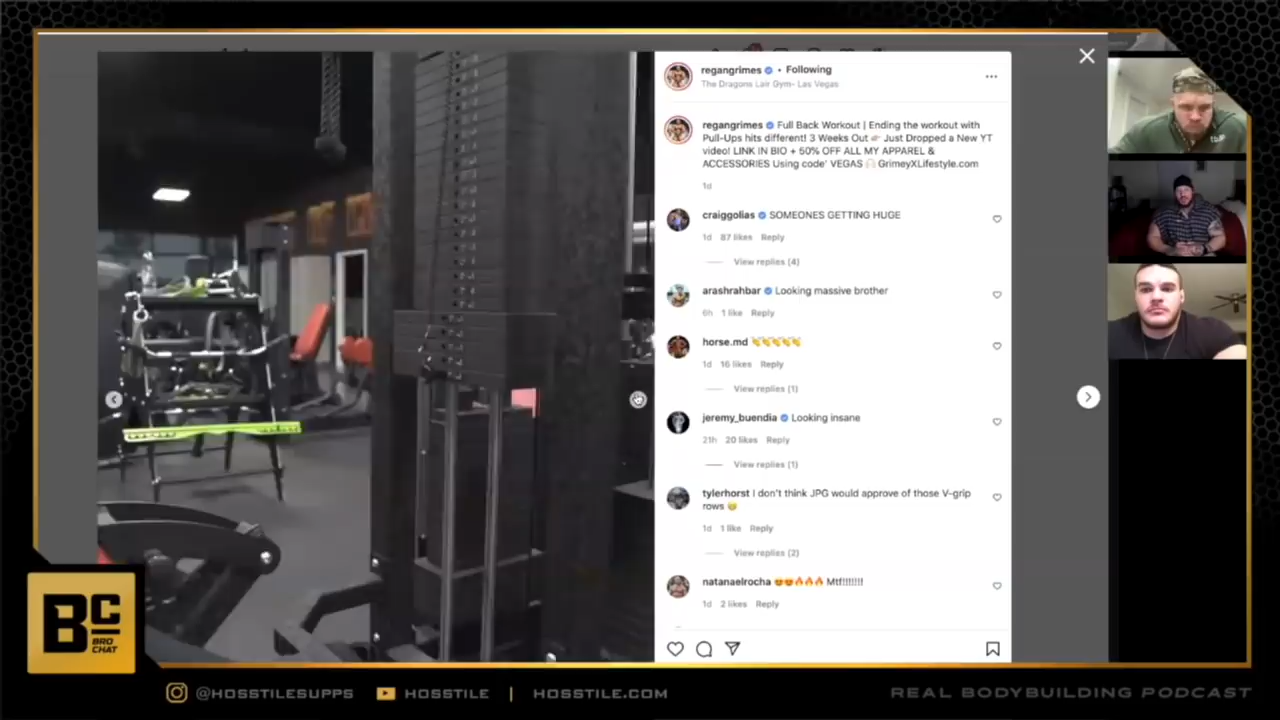 regangrimes • Following
The Dragons Lair Gym- Las Vegas
regangrimes Full Back Workout | Ending the workout with
Pull-Ups hits different! 3 Weeks Out 👉 Just Dropped a New YT
video! LINK IN BIO + 50% OFF ALL MY APPAREL &
ACCESSORIES Using code' VEGAS GrimeyXLifestyle.com
1d
craiggolias SOMEONES GETTING HUGE
1d 87 likes Reply
View replies (4)
arashrahbar Looking massive brother
6h 1 like Reply
horse.md 👏👏👏👏👏
1d 16 likes Reply
View replies (1)
jeremy_buendia Looking insane
21h 20 likes Reply
View replies (1)
tylerhorst I don't think JPG would approve of those V-grip
rows
1d 1 like Reply
View replies (2)
natanaelrocha 🔥🔥🔥 Mtf!!!!!!!
1d 2 likes Reply
BC
BRO
CHAT
@HOSSTILESUPPS HOSSTILE | HOSSTILE.COM
REAL BODYBUILDING PODCAST